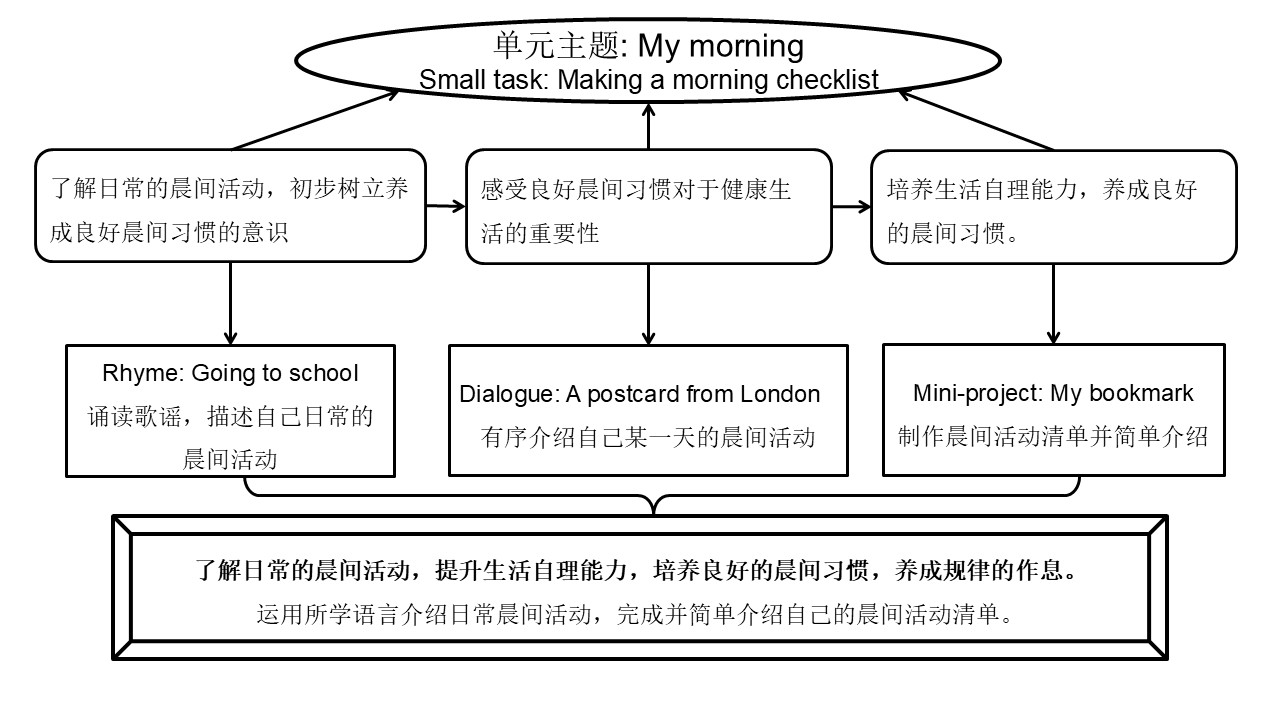 单元主题: My morning
Small task: Making a morning checklist
了解日常的晨间活动，初步树立养
成良好晨间习惯的意识
感受良好晨间习惯对于健康生
活的重要性
培养生活自理能力，养成良好
的晨间习惯。
Rhyme: Going to school
诵读歌谣，描述自己日常的
晨间活动
Dialogue: A postcard from London
有序介绍自己某一天的晨间活动
Mini-project: My bookmark
制作晨间活动清单并简单介绍
了解日常的晨间活动，提升生活自理能力，培养良好的晨间习惯，养成规律的作息。
运用所学语言介绍日常晨间活动，完成并简单介绍自己的晨间活动清单。